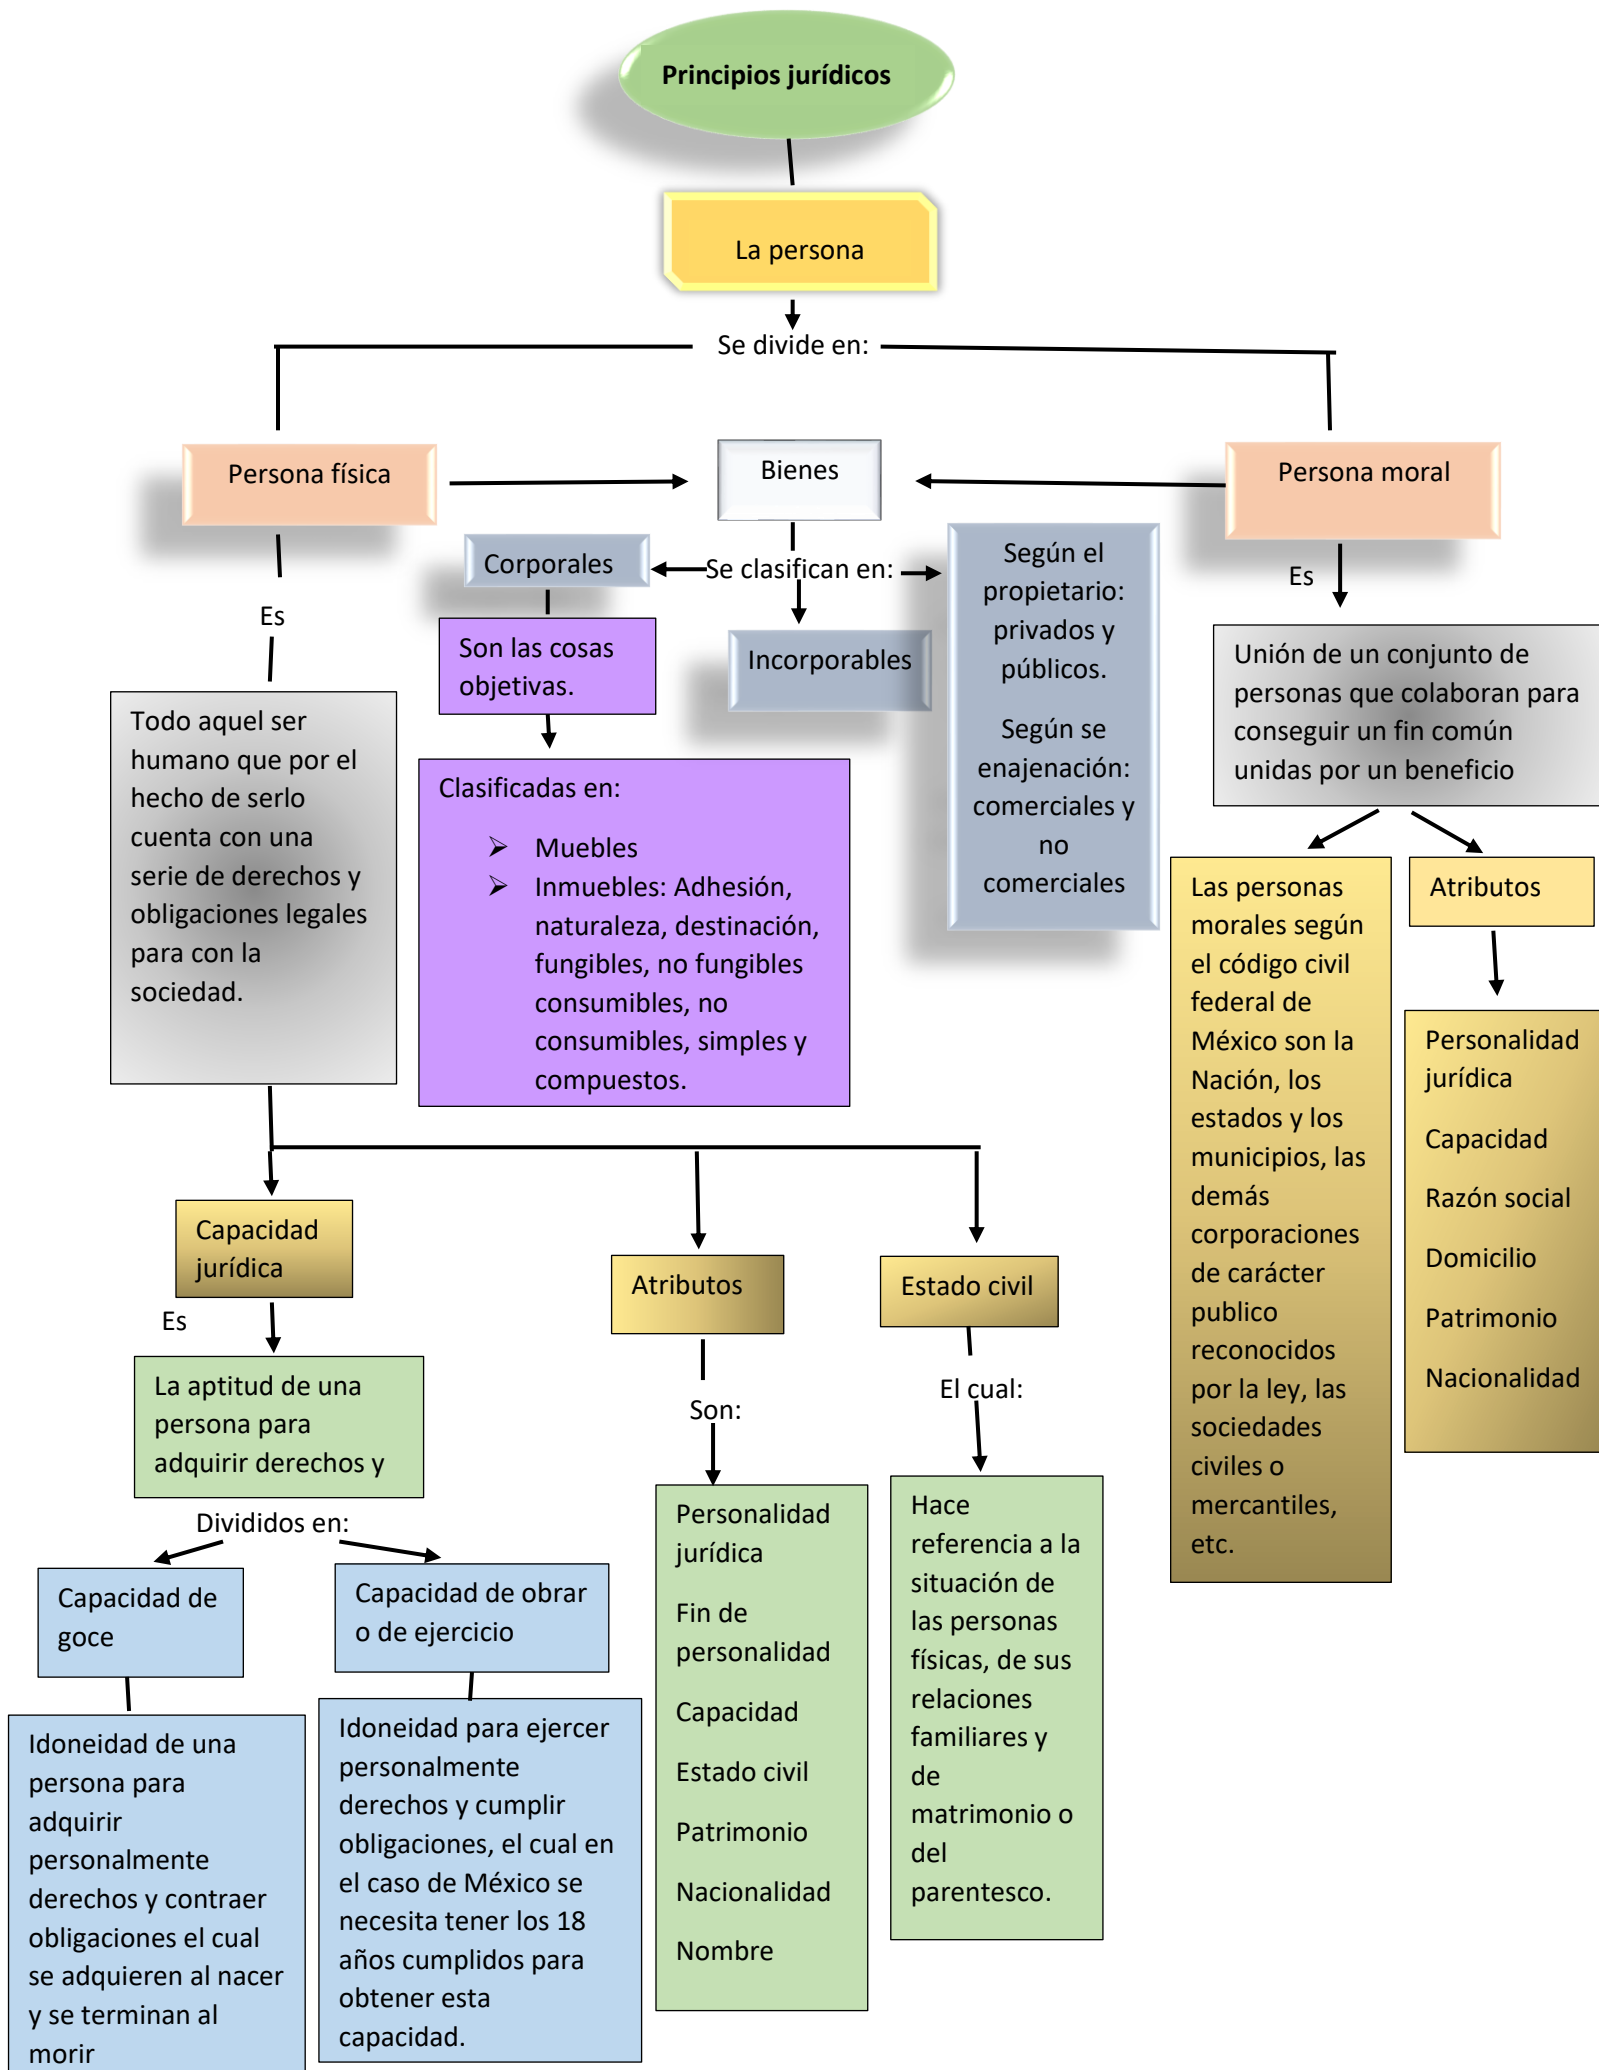 Principios jurídicos
La persona
Se divide en:
Persona física
Bienes
Persona moral
Corporales
Se clasifican en:
Según el
propietario:
privados y
públicos.
Según se
enajenación:
comerciales y
no
comerciales
Es
Es
Son las cosas
objetivas.
Incorporables
Unión de un conjunto de
personas que colaboran para
conseguir un fin común
unidas por un beneficio
Todo aquel ser
humano que por el
hecho de serlo
cuenta con una
serie de derechos y
obligaciones legales
para con la
sociedad.
Clasificadas en:
➢ Muebles
➢ Inmuebles: Adhesión,
naturaleza, destinación,
fungibles, no fungibles
consumibles, no
consumibles, simples y
compuestos.
Las personas
morales según
el código civil
federal de
México son la
Nación, los
estados y los
municipios, las
demás
corporaciones
de carácter
publico
reconocidos
por la ley, las
sociedades
civiles o
mercantiles,
etc.
Atributos
Personalidad
jurídica
Capacidad
Razón social
Domicilio
Patrimonio
Nacionalidad
Capacidad
jurídica
Atributos
Estado civil
Es
La aptitud de una
persona para
adquirir derechos y
Son:
El cual:
Divididos en:
Capacidad de
goce
Capacidad de obrar
o de ejercicio
Personalidad
jurídica
Fin de
personalidad
Capacidad
Estado civil
Patrimonio
Nacionalidad
Nombre
Hace
referencia a la
situación de
las personas
físicas, de sus
relaciones
familiares y
de
matrimonio o
del
parentesco.
Idoneidad de una
persona para
adquirir
personalmente
derechos y contraer
obligaciones el cual
se adquieren al nacer
y se terminan al
morir
Idoneidad para ejercer
personalmente
derechos y cumplir
obligaciones, el cual en
el caso de México se
necesita tener los 18
años cumplidos para
obtener esta
capacidad.